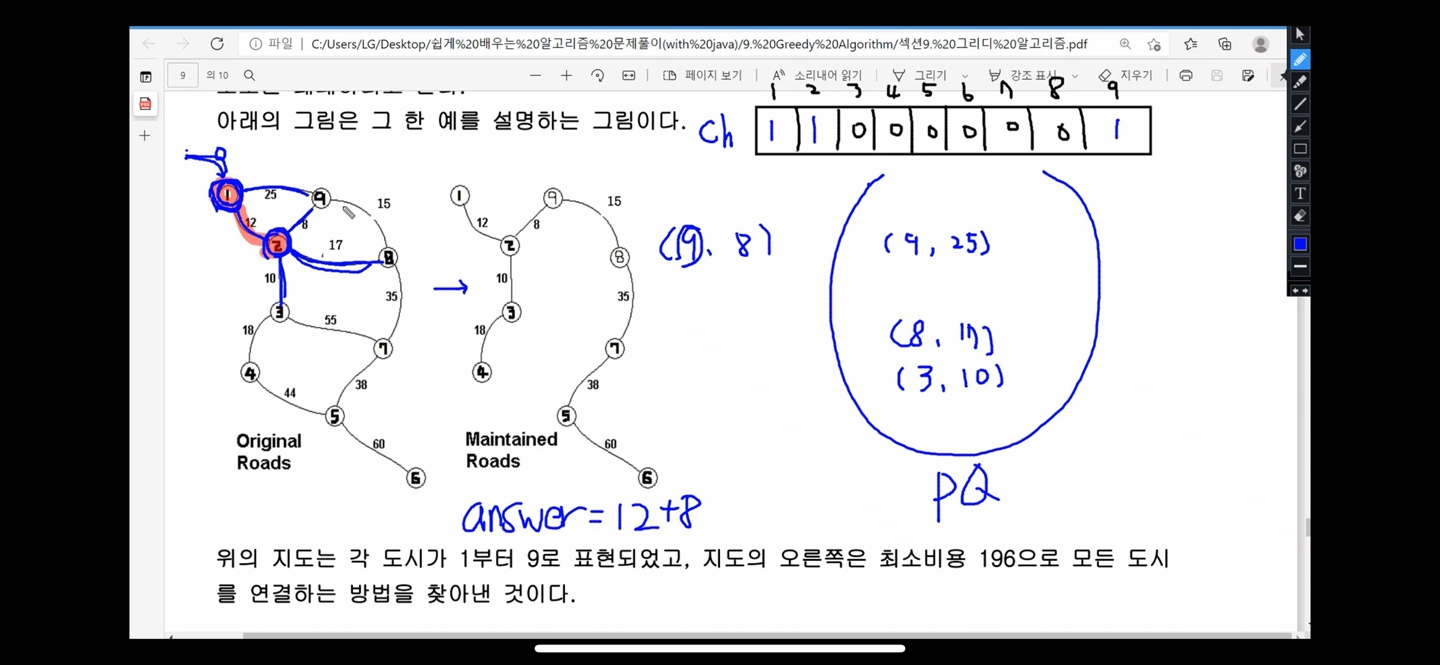 파일 | C:/Users/LG/Desktop/쉽게%20배우는%20알고리즘%20문제풀이(with%20java)/9.%20Greedy%20Algorithm/섹션9.%20그리디%20알고리즘.pdf
9 의 10 페이지 보기 소리내어 읽기 그리기 강조 표시 지우기
1 2 3 4 5 6 7 8 9
아래의 그림은 그 한 예를 설명하는 그림이다. Ch 1 1 0 0 0 0 0 0 1
1 25 9 15
12 8
2 17 8
10 35
3 55 7
18
4 44 38
5 60
6
Original
Roads
1 9 15
12 8
2 8
10 35
3 7
18
4 38
5 60
6
Maintained
Roads
(9, 8)
(9, 25)
(8, 17)
(3, 10)
PQ
answer=12+8
위의 지도는 각 도시가 1부터 9로 표현되었고, 지도의 오른쪽은 최소비용 196으로 모든 도시
를 연결하는 방법을 찾아낸 것이다.